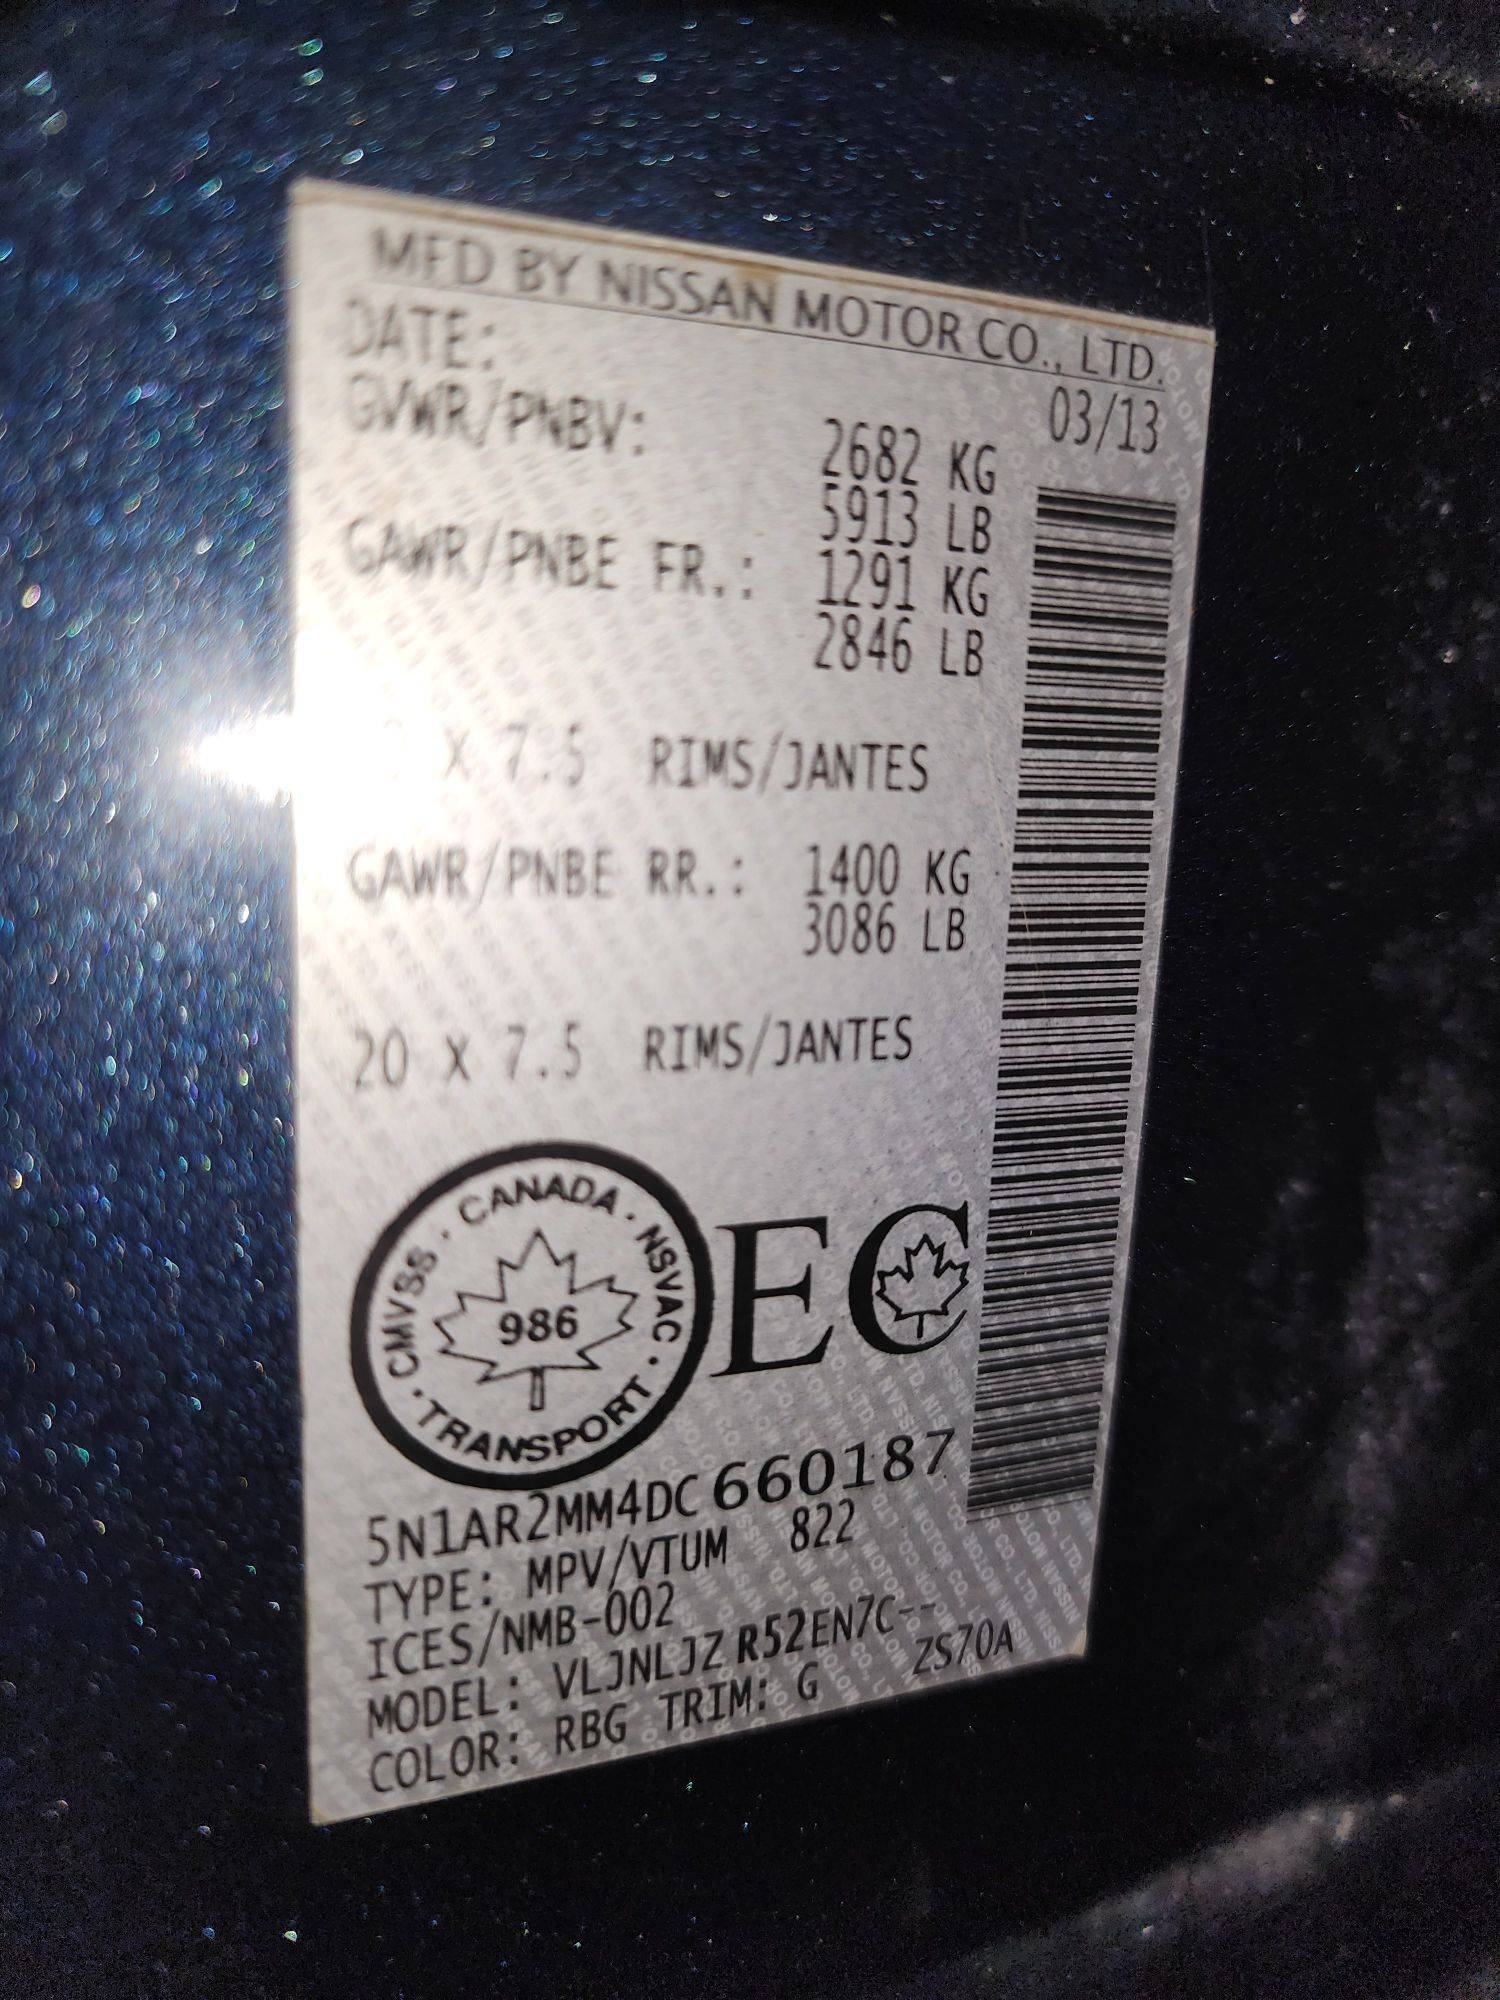 MFD BY NISSAN MOTOR CO., LTD.
DATE: 03/13
GVWR/PNBV: 2682 KG
5913 LB
GAWR/PNBE FR.: 1291 KG
2846 LB
X 7.5 RIMS/JANTES
GAWR/PNBE RR.: 1400 KG
3086 LB
20 X 7.5 RIMS/JANTES
CMVSS · CANADA · NSVAC · TRANSPORT
986
EC
5N1AR2MM4DC660187
TYPE: MPV/VTUM 822
ICES/NMB-002
MODEL: VLJNLJZ R52EN7C--
COLOR: RBG TRIM: G ZS70A